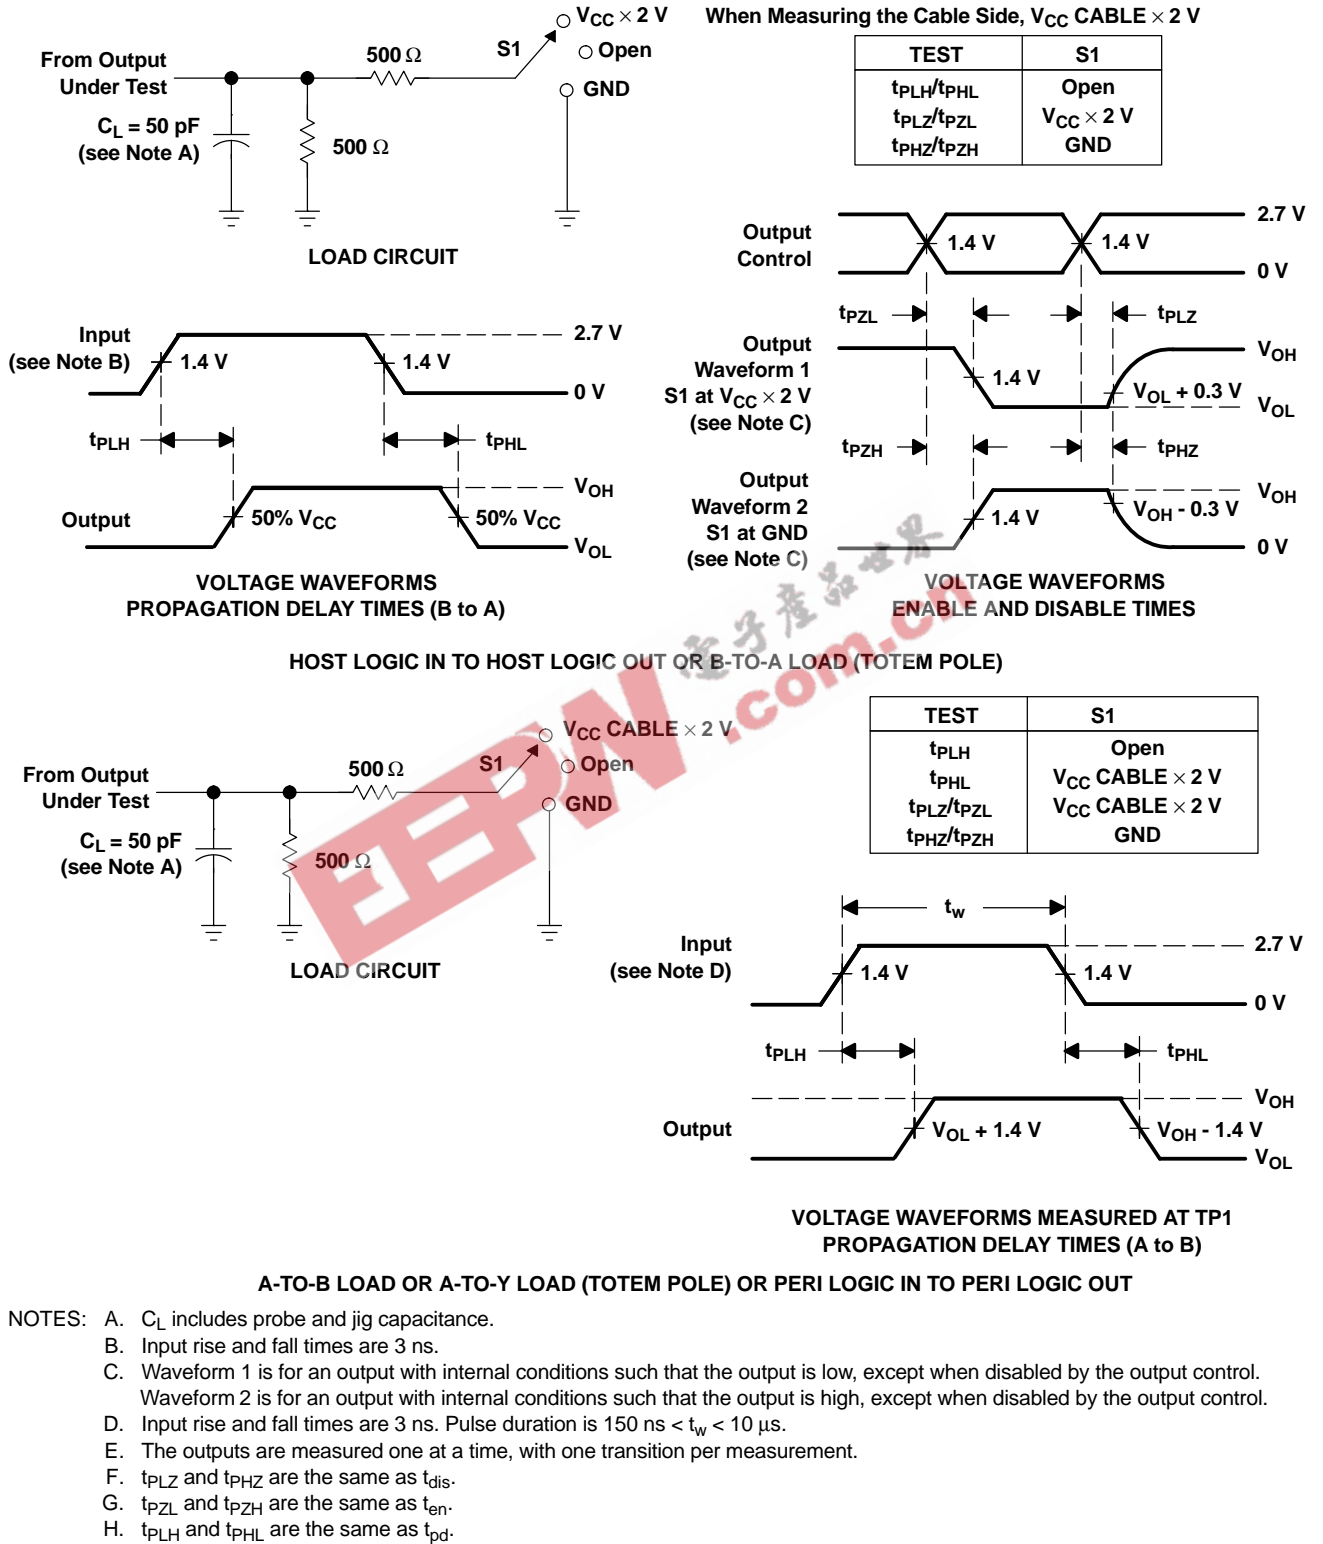 When Measuring the Cable Side, VCC CABLE × 2 V
VCC × 2 V
Open
GND
S1
500 Ω
From Output
Under Test
CL = 50 pF
(see Note A)
500 Ω
LOAD CIRCUIT
TEST S1
tPLH/tPHL Open
tPLZ/tPZL VCC × 2 V
tPHZ/tPZH GND
Input
(see Note B)
1.4 V
1.4 V
2.7 V
0 V
tPLH
tPHL
Output
50% VCC
50% VCC
VOH
VOL
VOLTAGE WAVEFORMS
PROPAGATION DELAY TIMES (B to A)
Output
Control
1.4 V
1.4 V
2.7 V
0 V
tPZL
tPLZ
Output
Waveform 1
S1 at VCC × 2 V
(see Note C)
1.4 V
VOL + 0.3 V
VOH
VOL
tPZH
tPHZ
Output
Waveform 2
S1 at GND
(see Note C)
1.4 V
VOH - 0.3 V
VOH
0 V
VOLTAGE WAVEFORMS
ENABLE AND DISABLE TIMES
電子產品世界
EEPW.com.cn
HOST LOGIC IN TO HOST LOGIC OUT OR B-TO-A LOAD (TOTEM POLE)
VCC CABLE × 2 V
Open
GND
S1
500 Ω
From Output
Under Test
CL = 50 pF
(see Note A)
500 Ω
LOAD CIRCUIT
TEST S1
tPLH Open
tPHL VCC CABLE × 2 V
tPLZ/tPZL VCC CABLE × 2 V
tPHZ/tPZH GND
tw
Input
(see Note D)
1.4 V
1.4 V
2.7 V
0 V
tPLH
tPHL
Output
VOL + 1.4 V
VOH - 1.4 V
VOH
VOL
VOLTAGE WAVEFORMS MEASURED AT TP1
PROPAGATION DELAY TIMES (A to B)
A-TO-B LOAD OR A-TO-Y LOAD (TOTEM POLE) OR PERI LOGIC IN TO PERI LOGIC OUT
NOTES: A. CL includes probe and jig capacitance.
B. Input rise and fall times are 3 ns.
C. Waveform 1 is for an output with internal conditions such that the output is low, except when disabled by the output control.
Waveform 2 is for an output with internal conditions such that the output is high, except when disabled by the output control.
D. Input rise and fall times are 3 ns. Pulse duration is 150 ns < tw < 10 μs.
E. The outputs are measured one at a time, with one transition per measurement.
F. tPLZ and tPHZ are the same as tdis.
G. tPZL and tPZH are the same as ten.
H. tPLH and tPHL are the same as tpd.